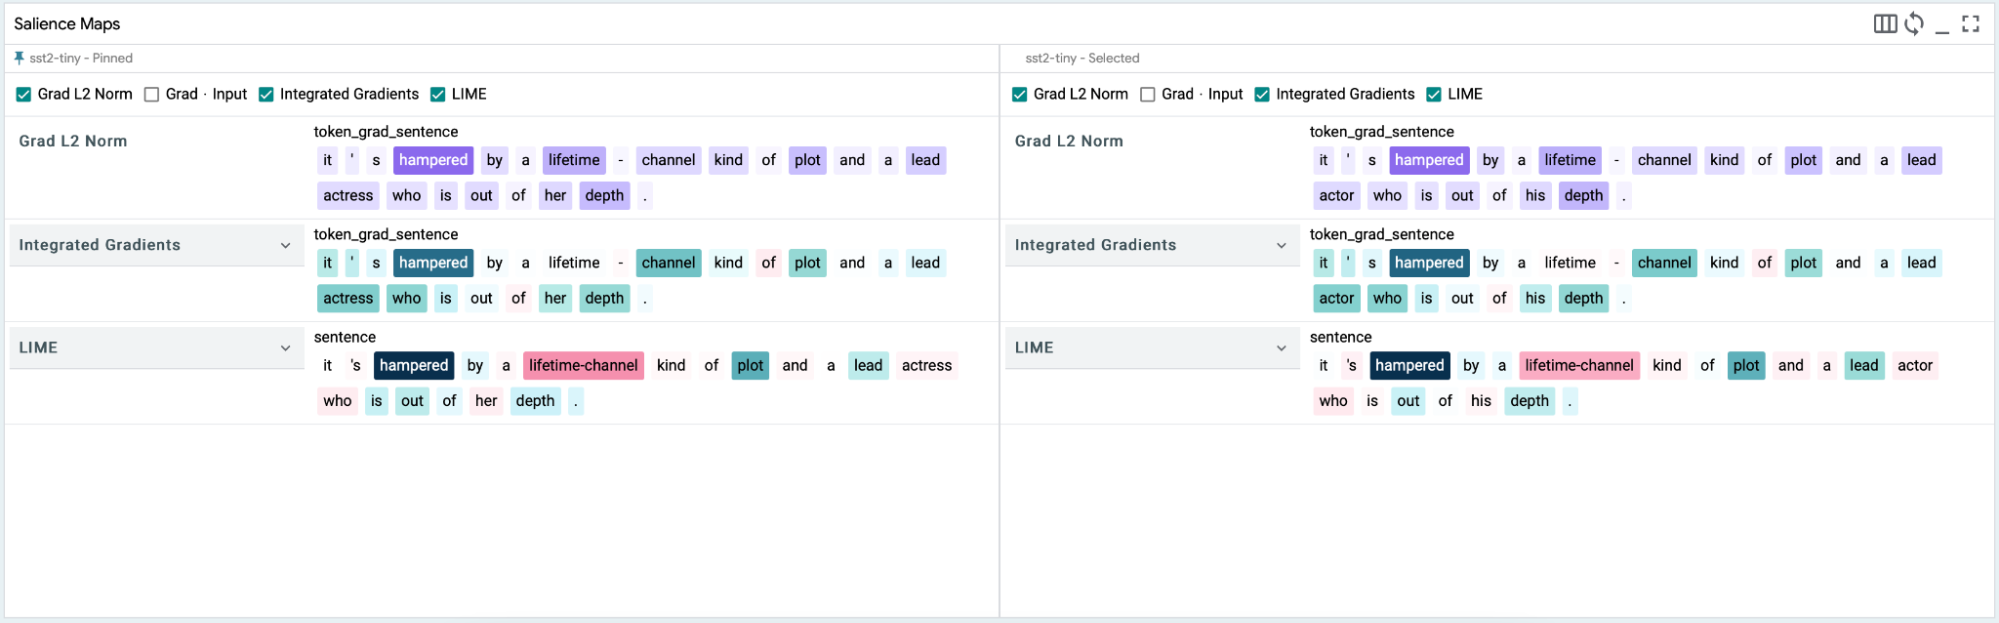 Salience Maps
sst2-tiny - Pinned
Grad L2 Norm Grad · Input Integrated Gradients LIME
Grad L2 Norm
token_grad_sentence
it ' s hampered by a lifetime - channel kind of plot and a lead
actress who is out of her depth .
Integrated Gradients
token_grad_sentence
it ' s hampered by a lifetime - channel kind of plot and a lead
actress who is out of her depth .
LIME
sentence
it 's hampered by a lifetime-channel kind of plot and a lead actress
who is out of her depth .
sst2-tiny - Selected
Grad L2 Norm Grad · Input Integrated Gradients LIME
Grad L2 Norm
token_grad_sentence
it ' s hampered by a lifetime - channel kind of plot and a lead
actor who is out of his depth .
Integrated Gradients
token_grad_sentence
it ' s hampered by a lifetime - channel kind of plot and a lead
actor who is out of his depth .
LIME
sentence
it 's hampered by a lifetime-channel kind of plot and a lead actor
who is out of his depth .